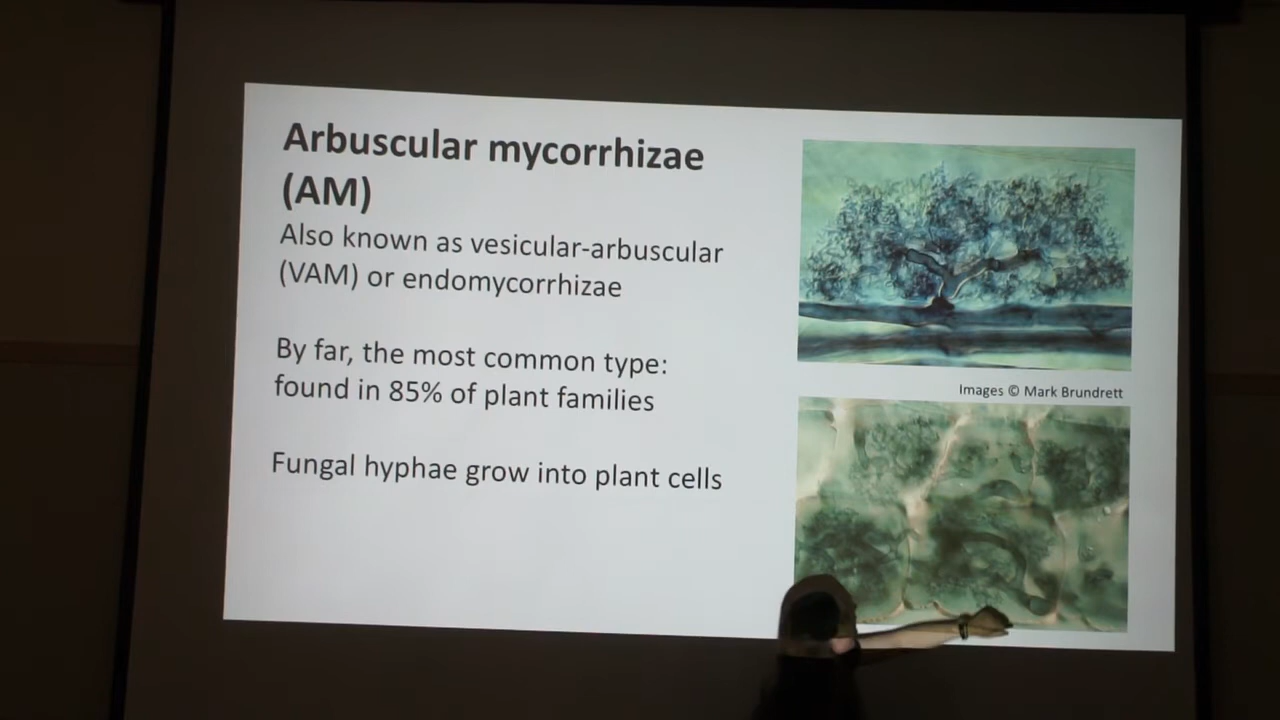 Arbuscular mycorrhizae
(AM)
Also known as vesicular-arbuscular
(VAM) or endomycorrhizae
By far, the most common type:
found in 85% of plant families
Fungal hyphae grow into plant cells
Images © Mark Brundrett